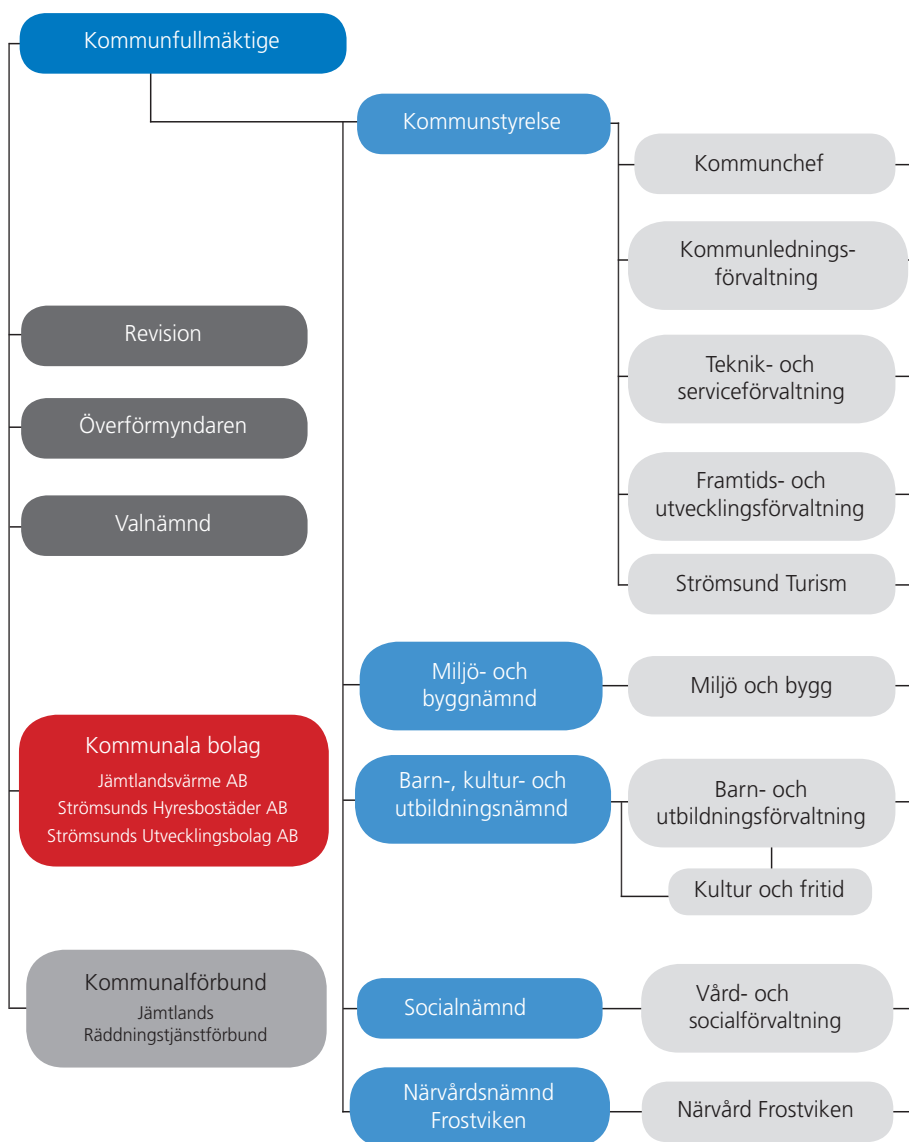 Kommunfullmäktige
Kommunstyrelse
Kommunchef
Kommunlednings-
förvaltning
Teknik- och
serviceförvaltning
Framtids- och
utvecklingsförvaltning
Strömsund Turism
Revision
Överförmyndaren
Valnämnd
Miljö- och
byggnämnd
Miljö och bygg
Kommunala bolag
Jämtlandsvärme AB
Strömsunds Hyresbostäder AB
Strömsunds Utvecklingsbolag AB
Barn-, kultur- och
utbildningsnämnd
Barn- och
utbildningsförvaltning
Kultur och fritid
Kommunalförbund
Jämtlands
Räddningstjänstförbund
Socialnämnd
Vård- och
socialförvaltning
Närvårdsnämnd
Frostviken
Närvård Frostviken